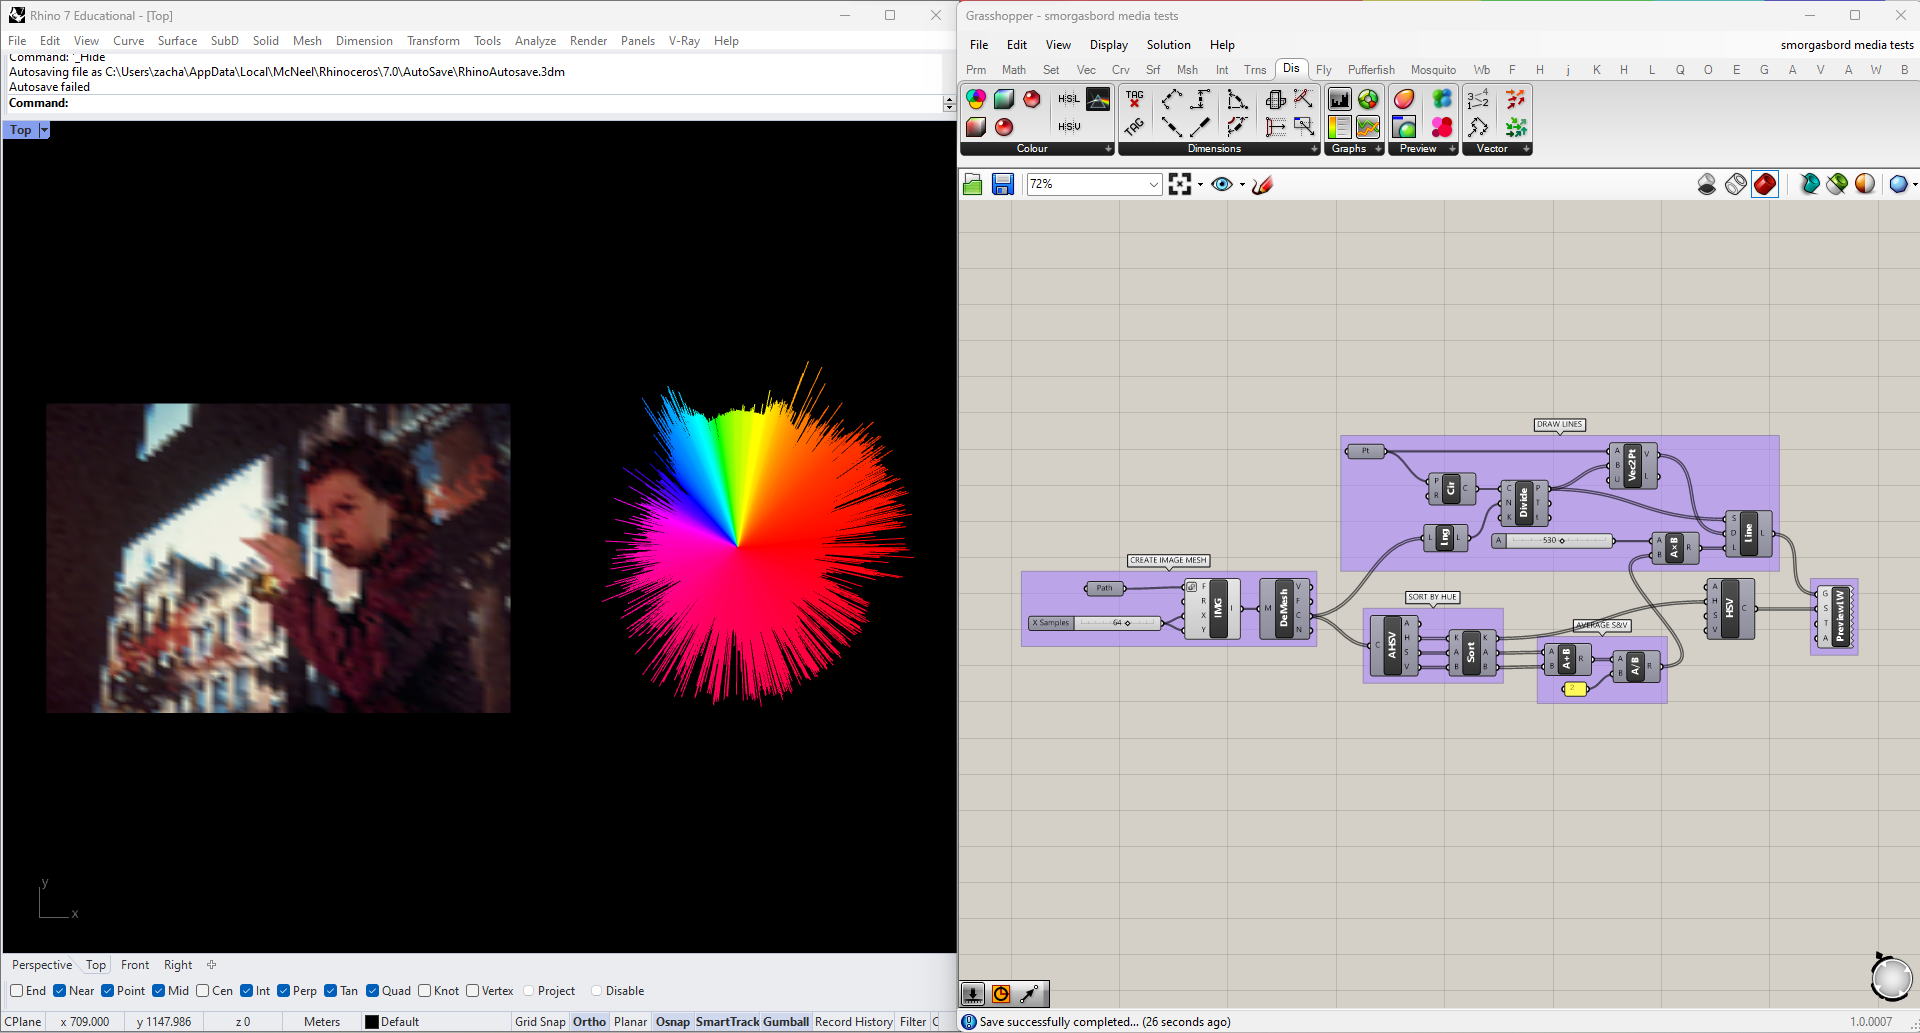 Rhino 7 Educational - [Top]
File Edit View Curve Surface SubD Solid Mesh Dimension Transform Tools Analyze Render Panels V-Ray Help
Command: '_Hide
Autosaving file as C:\Users\zacha\AppData\Local\McNeel\Rhinoceros\7.0\AutoSave\RhinoAutosave.3dm
Autosave failed
Command:
Top
y
x
Perspective Top Front Right
End Near Point Mid Cen Int Perp Tan Quad Knot Vertex Project Disable
CPlane x 709.000 y 1147.986 z 0 Meters Default Grid Snap Ortho Planar Osnap SmartTrack Gumball Record History Filter C
Grasshopper - smorgasbord media tests
File Edit View Display Solution Help smorgasbord media tests
Prm Math Set Vec Crv Srf Msh Int Trns Dis Fly Pufferfish Mosquito Wb F H j K H L Q O E G A V A W B
HSL TAG
HSV TAG
Colour Dimensions Graphs Preview Vector
72%
DRAW LINES
Pt
P R Cir C
C N K Divide P T t
A B U Vec2Pt V L
L Lng L
A 530
A B A×B R
S D L Line L
CREATE IMAGE MESH
Path
X Samples 64
F R X Y IMG I
M DeMesh V F C N
SORT BY HUE
C AHSV A H S V
K A B Sort K A B
AVERAGE S&V
A B A+B R
2
A B A/B R
A H S V HSV C
G S T A PreviewLW
Save successfully completed... (26 seconds ago) 1.0.0007